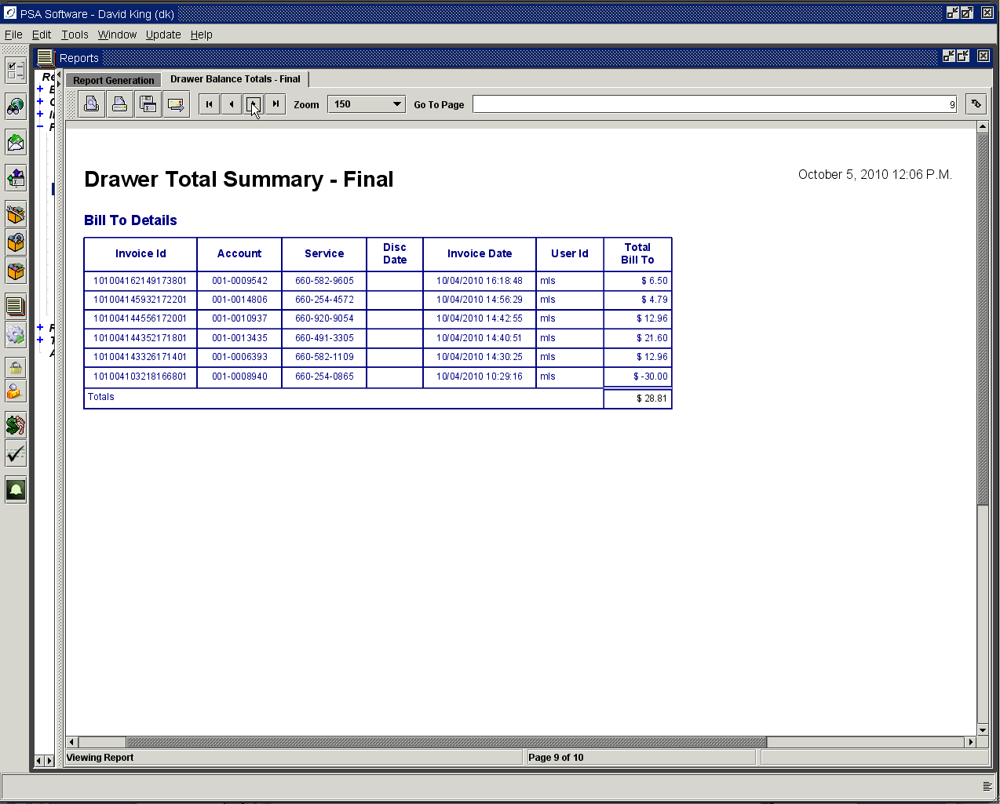 PSA Software - David King (dk)
File Edit Tools Window Update Help
Reports
Re
Report Generation Drawer Balance Totals - Final
Zoom 150 Go To Page 9
Drawer Total Summary - Final
October 5, 2010 12:06 P.M.
Bill To Details
Invoice Id Account Service Disc Date Invoice Date User Id Total Bill To
101004162149173801 001-0009542 660-582-9605 10/04/2010 16:18:48 mls $ 6.50
101004145932172201 001-0014806 660-254-4572 10/04/2010 14:56:29 mls $ 4.79
101004144556172001 001-0010937 660-920-9054 10/04/2010 14:42:55 mls $ 12.96
101004144352171801 001-0013435 660-491-3305 10/04/2010 14:40:51 mls $ 21.60
101004143326171401 001-0006393 660-582-1109 10/04/2010 14:30:25 mls $ 12.96
101004103218166801 001-0008940 660-254-0865 10/04/2010 10:29:16 mls $ -30.00
Totals $ 28.81
Viewing Report Page 9 of 10